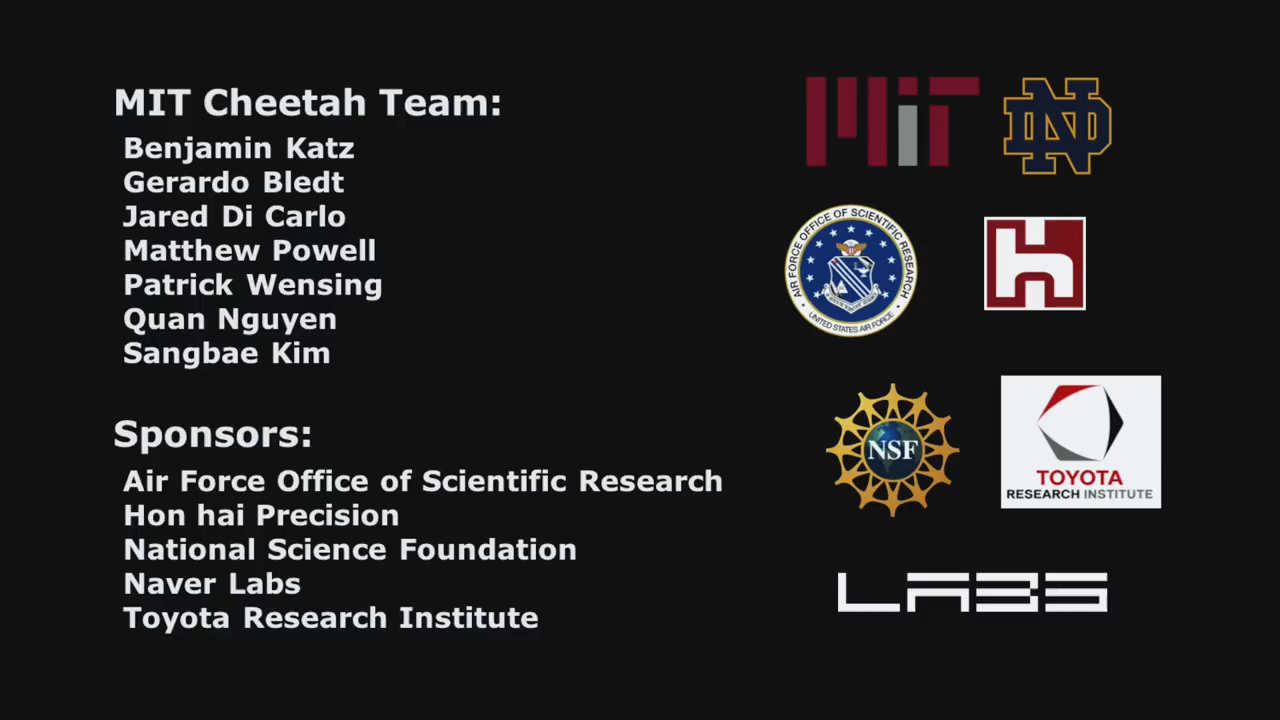 MIT Cheetah Team:
Benjamin Katz
Gerardo Bledt
Jared Di Carlo
Matthew Powell
Patrick Wensing
Quan Nguyen
Sangbae Kim
Sponsors:
Air Force Office of Scientific Research
Hon hai Precision
National Science Foundation
Naver Labs
Toyota Research Institute
MIT
ND
AIR FORCE OFFICE OF SCIENTIFIC RESEARCH
UNITED STATES AIR FORCE
h
NSF
TOYOTA
RESEARCH INSTITUTE
LABS